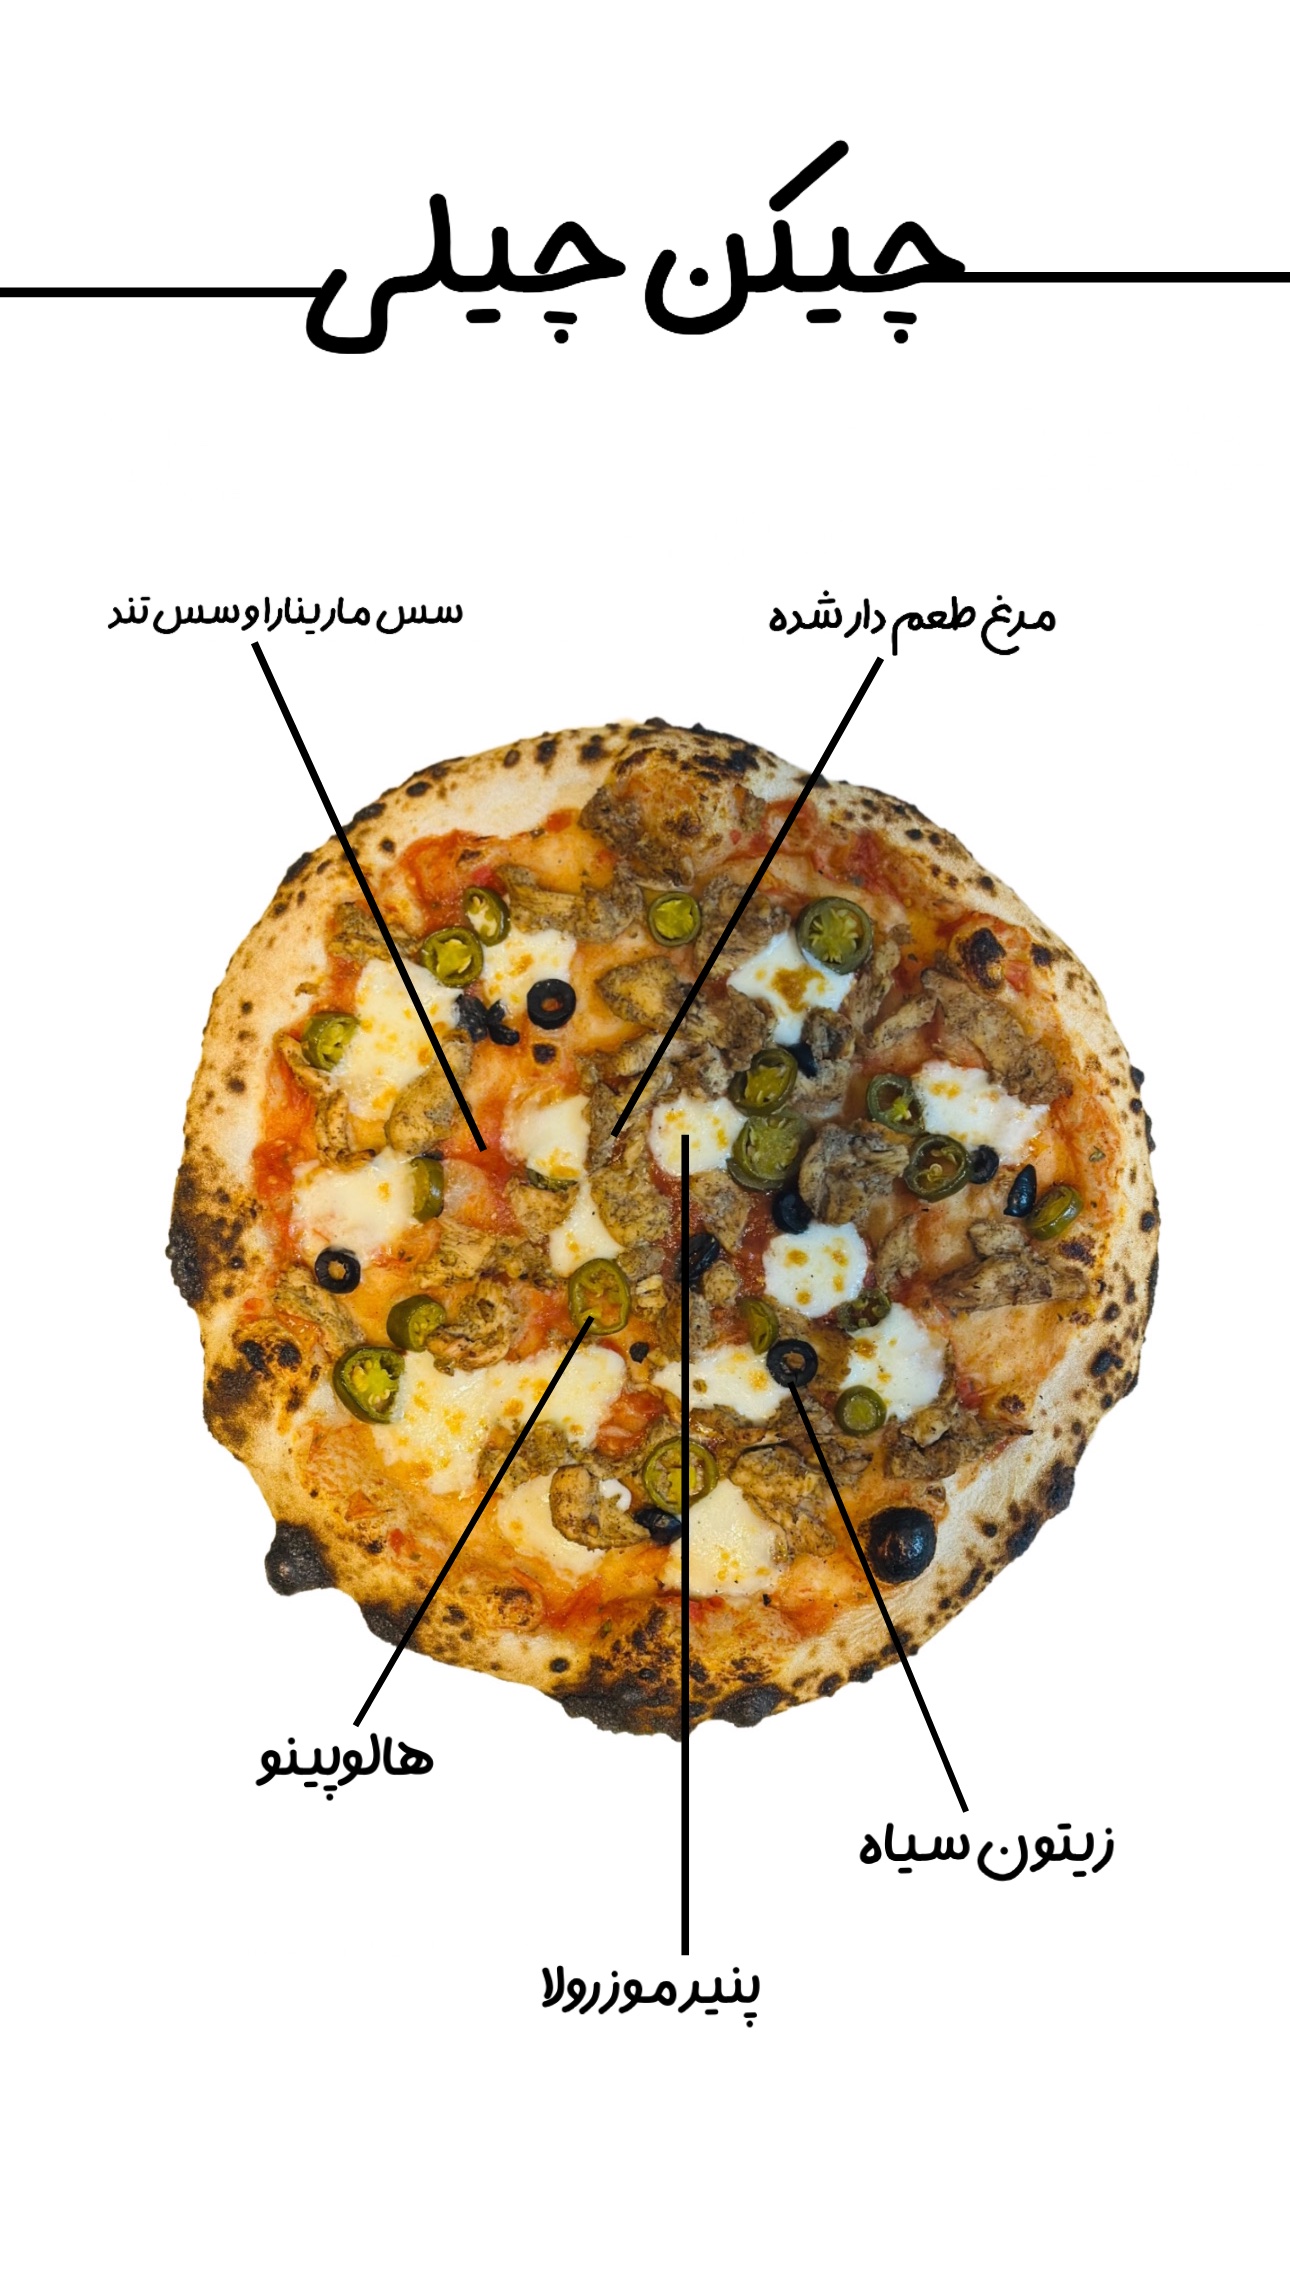 چیکن چیلی
مرغ طعم دار شده
سس مارینارا و سس تند
هالوپینو
زیتون سیاه
پنیر موزرولا